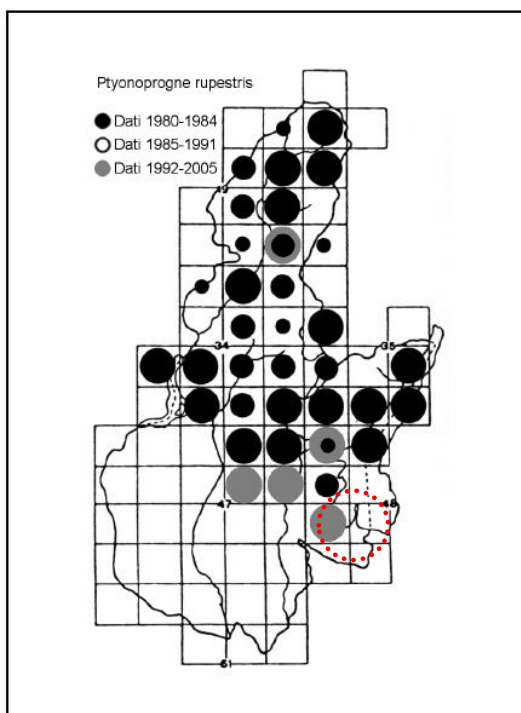 Ptyonoprogne rupestris
Dati 1980-1984
Dati 1985-1991
Dati 1992-2005
19
34
35
47
48
61